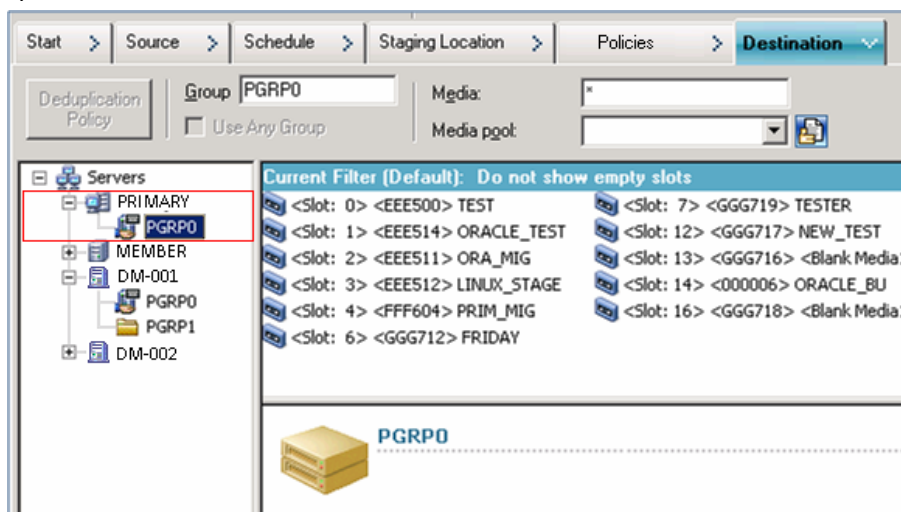 Start > Source > Schedule > Staging Location > Policies > Destination
Deduplication Policy
Group PGRP0
Use Any Group
Media: *
Media pool:
Servers
PRIMARY
PGRP0
MEMBER
DM-001
PGRP0
PGRP1
DM-002
Current Filter (Default): Do not show empty slots
<Slot: 0> <EEE500> TEST
<Slot: 1> <EEE514> ORACLE_TEST
<Slot: 2> <EEE511> ORA_MIG
<Slot: 3> <EEE512> LINUX_STAGE
<Slot: 4> <FFF604> PRIM_MIG
<Slot: 6> <GGG712> FRIDAY
<Slot: 7> <GGG719> TESTER
<Slot: 12> <GGG717> NEW_TEST
<Slot: 13> <GGG716> <Blank Media
<Slot: 14> <000006> ORACLE_BU
<Slot: 16> <GGG718> <Blank Media
PGRP0